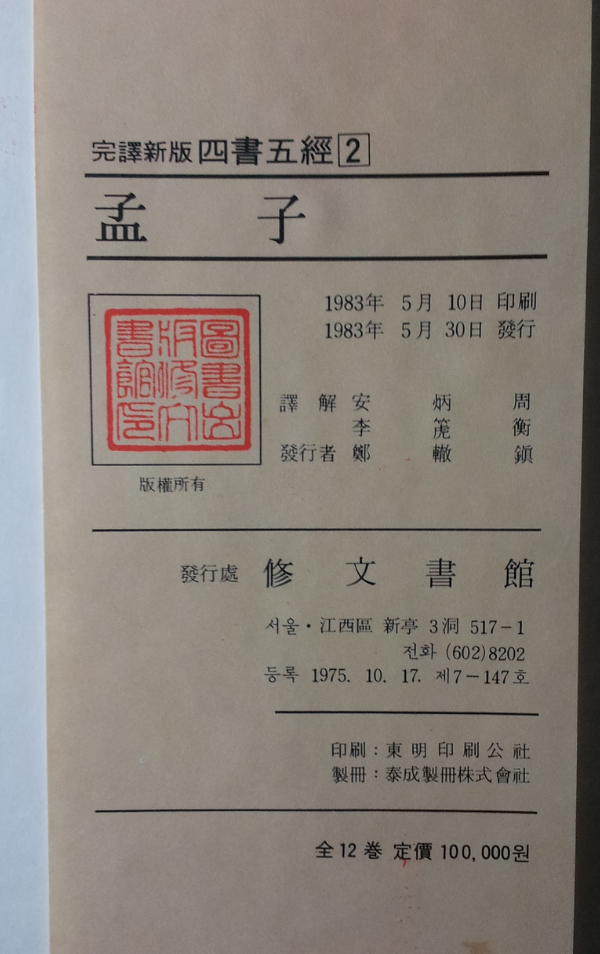 完譯新版 四書五經 2
孟子
1983年 5月 10日 印刷
1983年 5月 30日 發行
譯解 安炳周
李箎衡
發行者 鄭轍鎭
版權所有
發行處 修文書館
서울・江西區 新亭 3洞 517-1
전화 (602)8202
등록 1975. 10. 17. 제7-147호
印刷:東明印刷公社
製冊:泰成製冊株式會社
全12巻 定價 100,000원